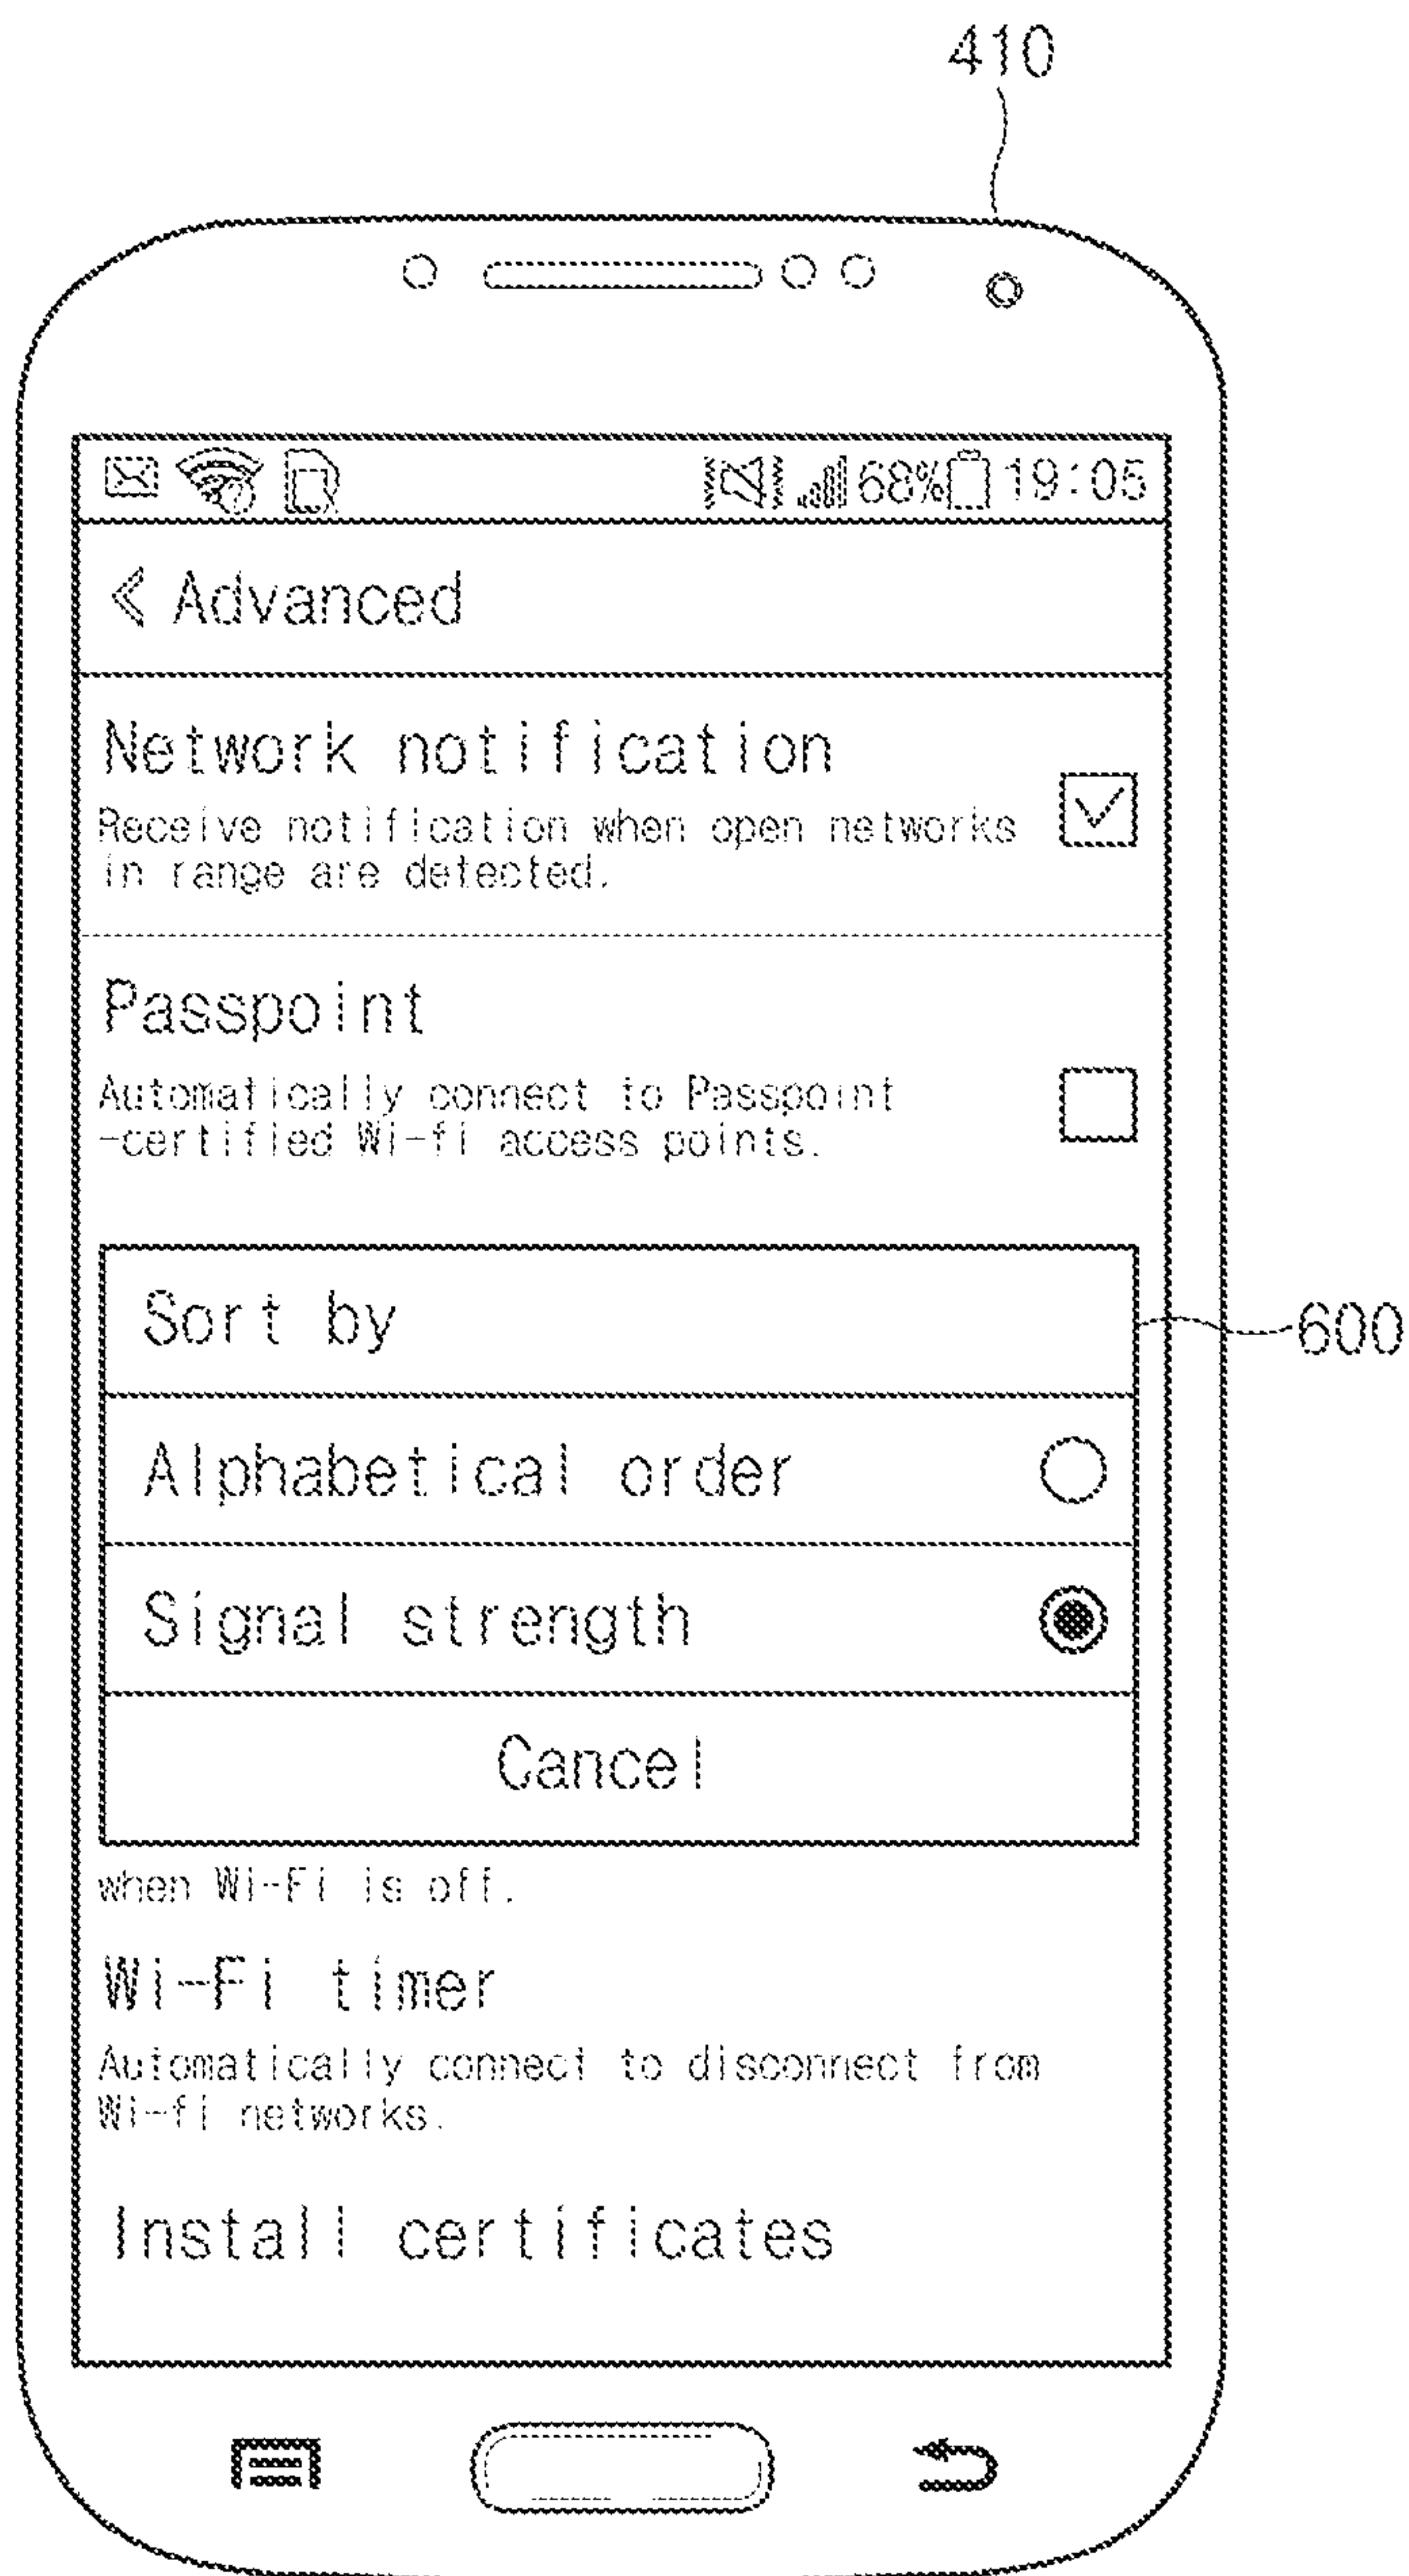 410
68% 19:05
Advanced
Network notification
Receive notification when open networks
in range are detected.
Passpoint
Automatically connect to Passpoint
-certified Wi-fi access points.
Sort by
600
Alphabetical order
Signal strength
Cancel
when Wi-Fi is off.
Wi-Fi timer
Automatically connect to disconnect from
Wi-fi networks.
Install certificates